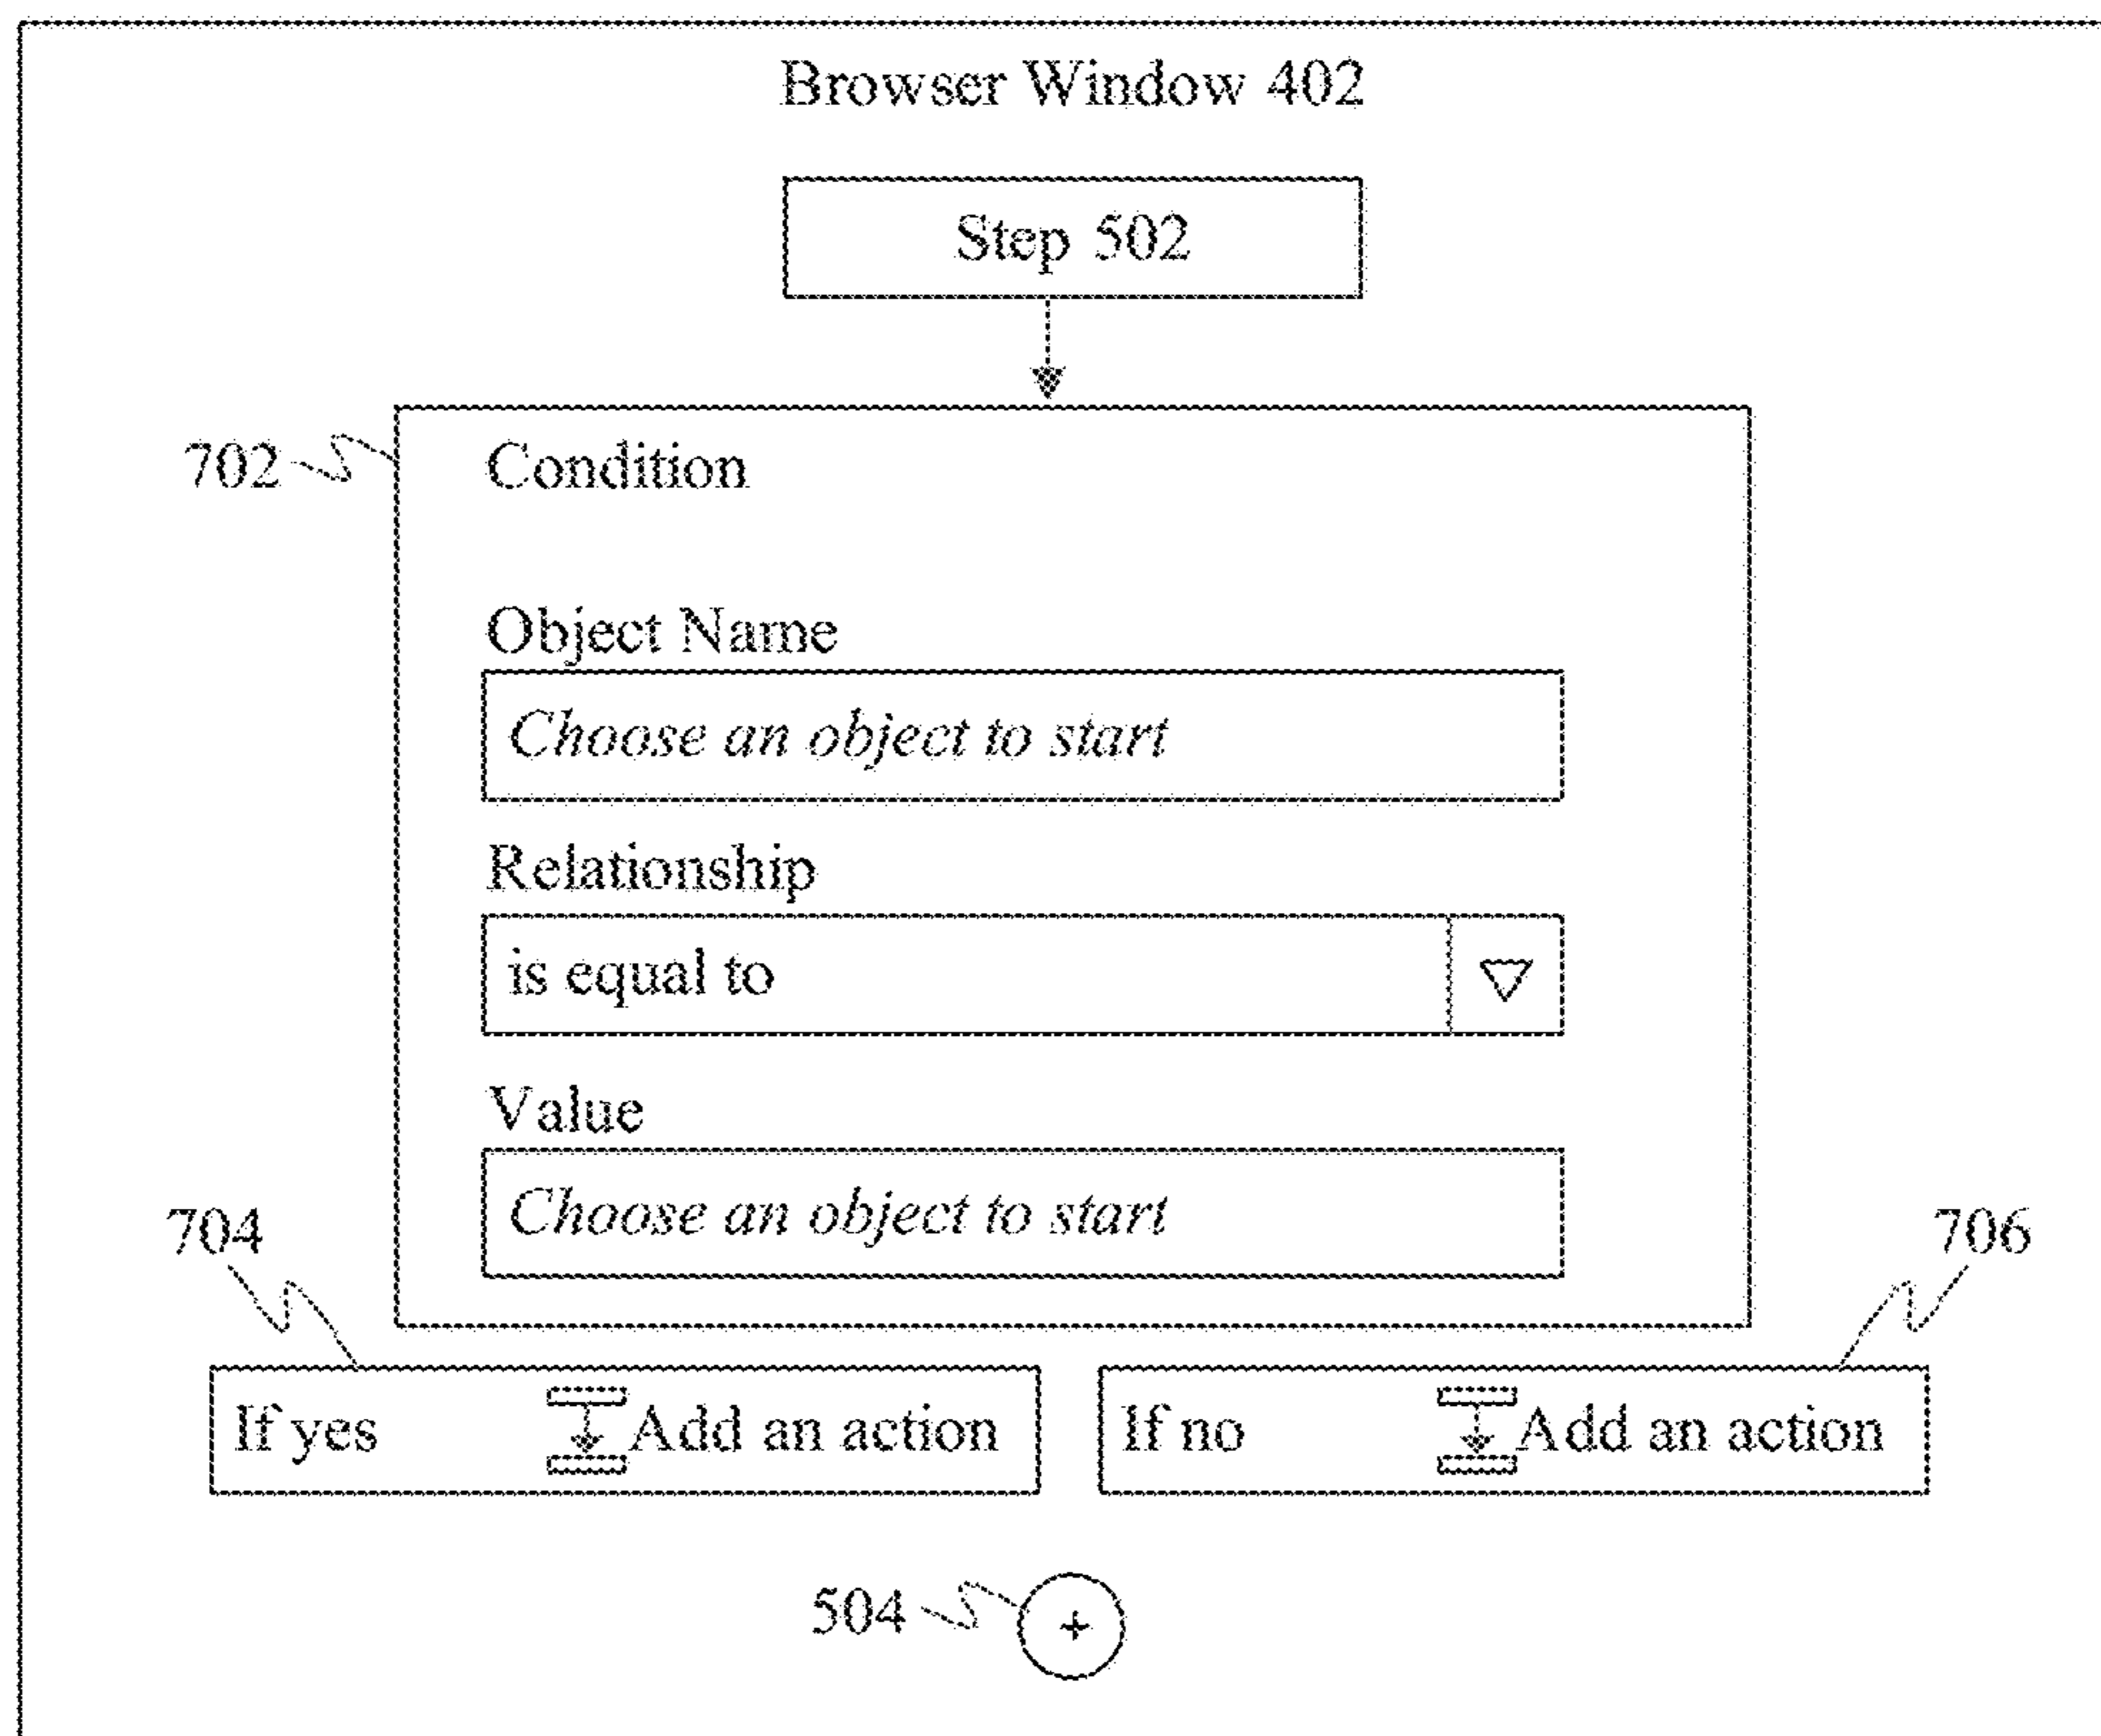 Browser Window 402
Step 502
702
Condition
Object Name
Choose an object to start
Relationship
is equal to
Value
Choose an object to start
704
706
If yes Add an action
If no Add an action
504
+